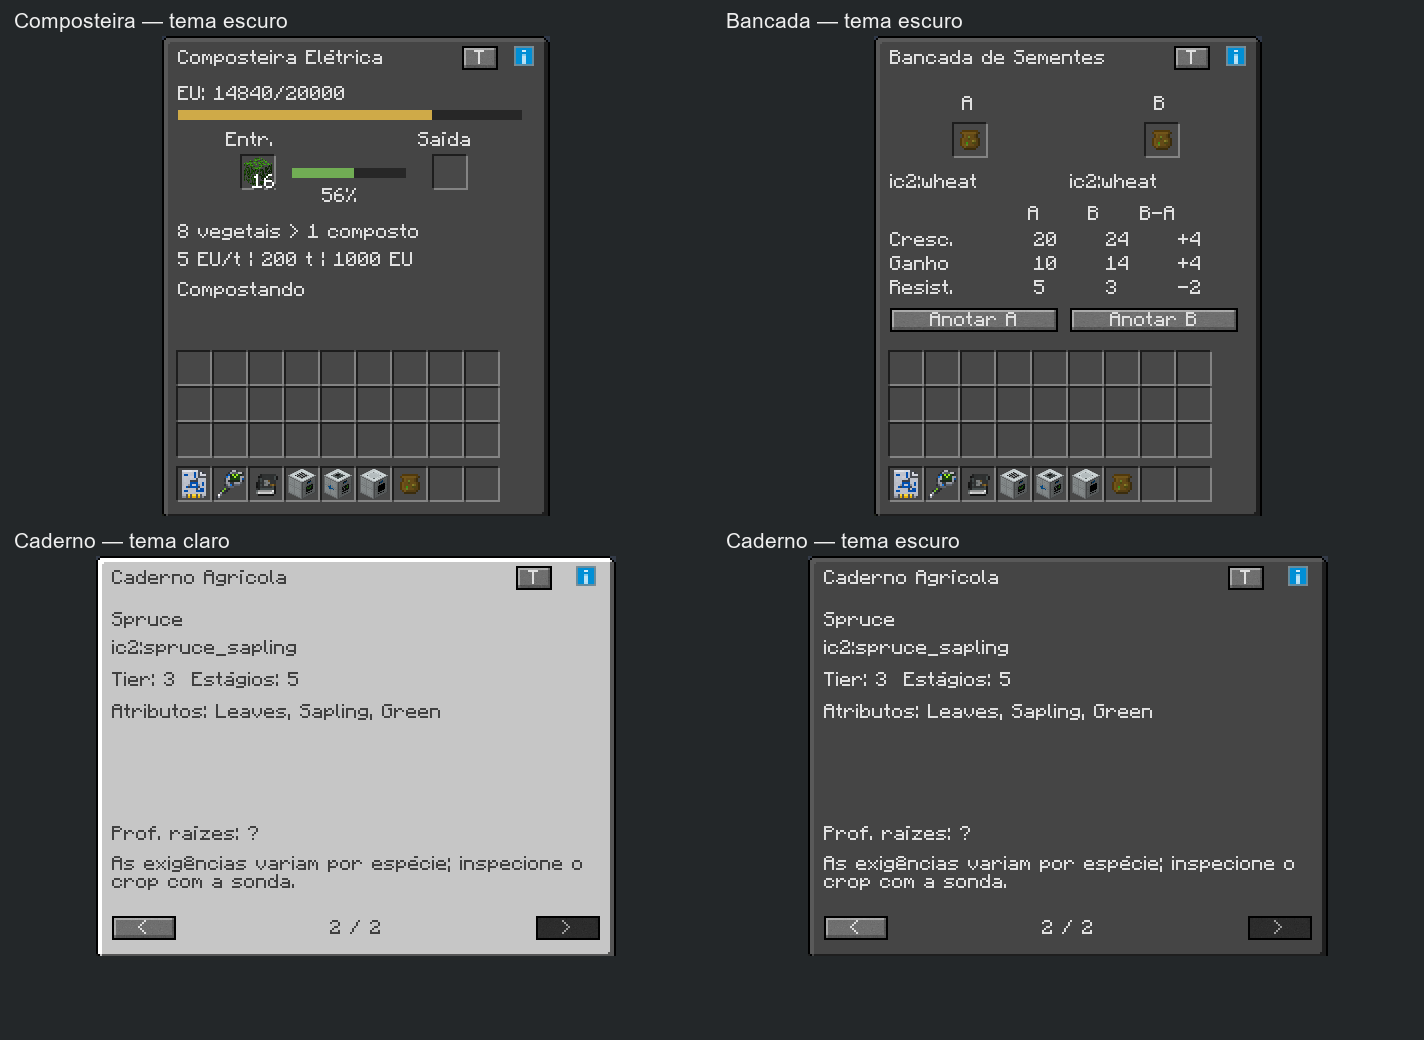 Composteira — tema escuro
Composteira Elétrica T i
EU: 14840/20000
Entr. Saída
16
56%
8 vegetais > 1 composto
5 EU/t ¦ 200 t ¦ 1000 EU
Compostando
Bancada — tema escuro
Bancada de Sementes T i
A B
ic2:wheat ic2:wheat
A B B-A
Cresc. 20 24 +4
Ganho 10 14 +4
Resist. 5 3 -2
Anotar A Anotar B
Caderno — tema claro
Caderno Agrícola T i
Spruce
ic2:spruce_sapling
Tier: 3 Estágios: 5
Atributos: Leaves, Sapling, Green
Prof. raízes: ?
As exigências variam por espécie; inspecione o
crop com a sonda.
< 2 / 2 >
Caderno — tema escuro
Caderno Agrícola T i
Spruce
ic2:spruce_sapling
Tier: 3 Estágios: 5
Atributos: Leaves, Sapling, Green
Prof. raízes: ?
As exigências variam por espécie; inspecione o
crop com a sonda.
< 2 / 2 >